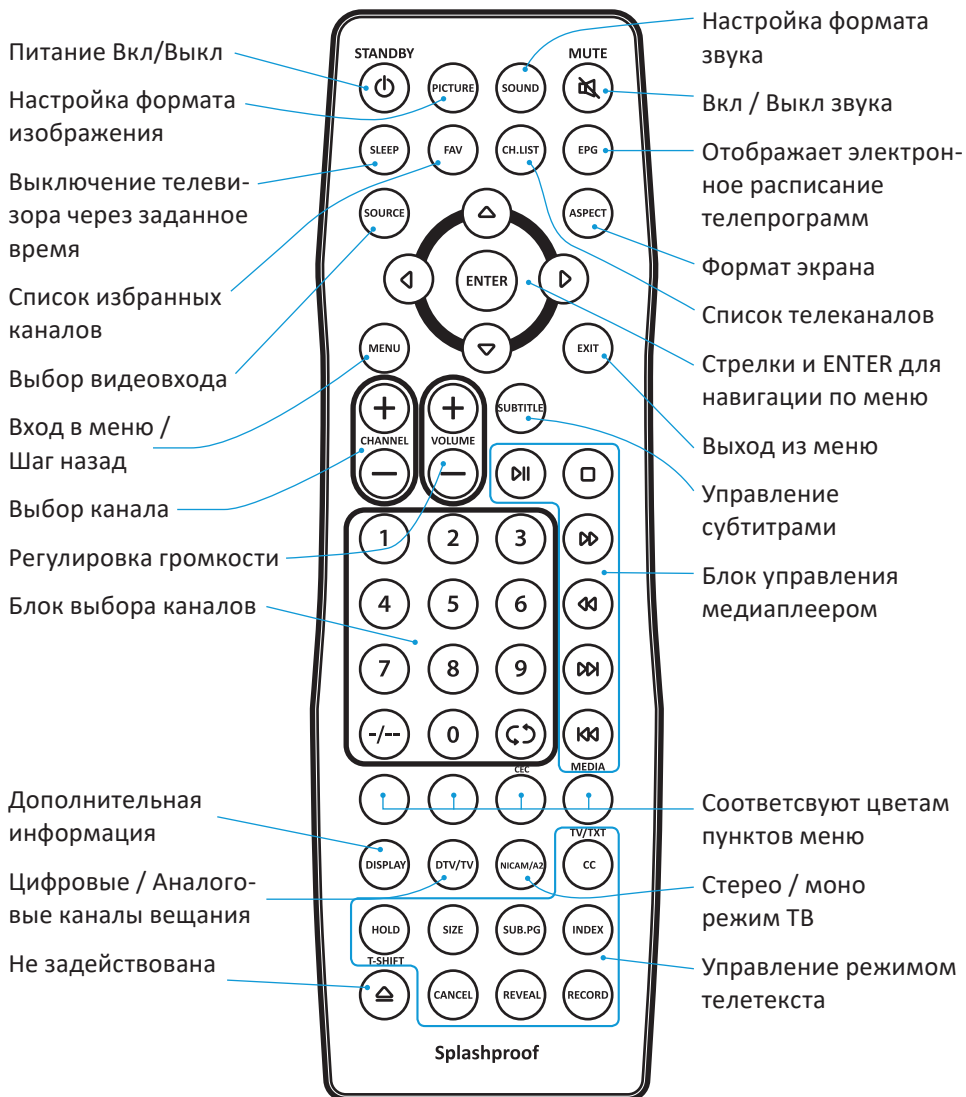 Питание Вкл/Выкл
Настройка формата
изображения
Выключение телеви-
зора через заданное
время
Список избранных
каналов
Выбор видеовхода
Вход в меню /
Шаг назад
Выбор канала
Регулировка громкости
Блок выбора каналов
Дополнительная
информация
Цифровые / Аналого-
вые каналы вещания
Не задействована
STANDBY
MUTE
PICTURE
SOUND
SLEEP
FAV
CH.LIST
EPG
SOURCE
ASPECT
ENTER
MENU
EXIT
+
+
SUBTITLE
CHANNEL
VOLUME
—
—
1
2
3
4
5
6
7
8
9
-/--
0
CEC
MEDIA
TV/TXT
DISPLAY
DTV/TV
NICAM/A2
CC
HOLD
SIZE
SUB.PG
INDEX
T-SHIFT
CANCEL
REVEAL
RECORD
Splashproof
Настройка формата
звука
Вкл / Выкл звука
Отображает электрон-
ное расписание
телепрограмм
Формат экрана
Список телеканалов
Стрелки и ENTER для
навигации по меню
Выход из меню
Управление
субтитрами
Блок управления
медиаплеером
Соответсвуют цветам
пунктов меню
Стерео / моно
режим ТВ
Управление режимом
телетекста